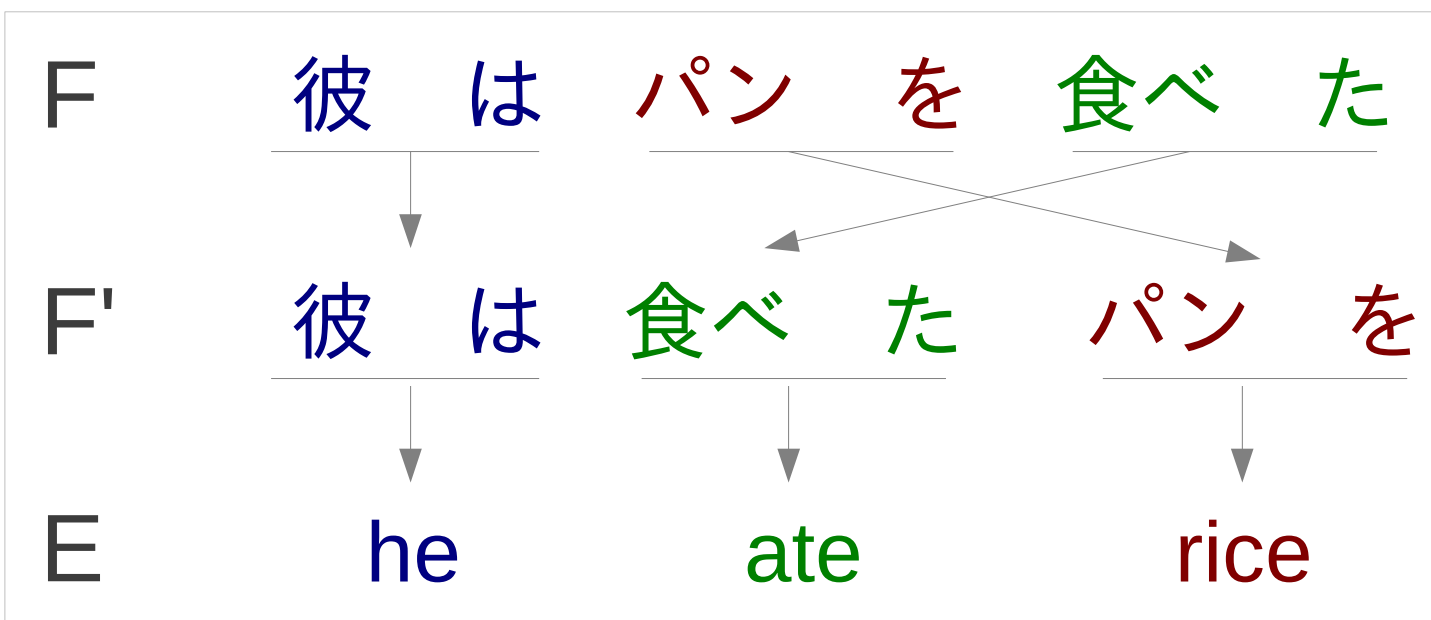 F 彼 は パン を 食べ た
F' 彼 は 食べ た パン を
E he ate rice